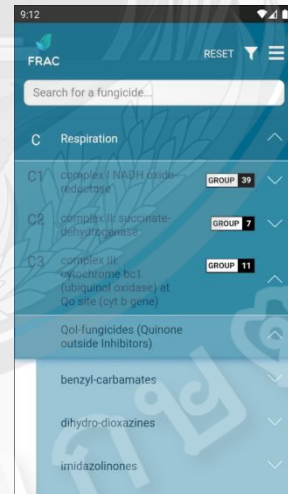 9:12
FRAC
RESET
Search for a fungicide...
C Respiration
C1 complex I NADH oxido-
reductase
GROUP 39
C2 complex II: succinate-
dehydrogenase
GROUP 7
C3 complex III:
cytochrome bc1
(ubiquinol oxidase) at
Qo site (cyt b gene)
GROUP 11
QoI-fungicides (Quinone
outside Inhibitors)
benzyl-carbamates
dihydro-dioxazines
imidazolinones